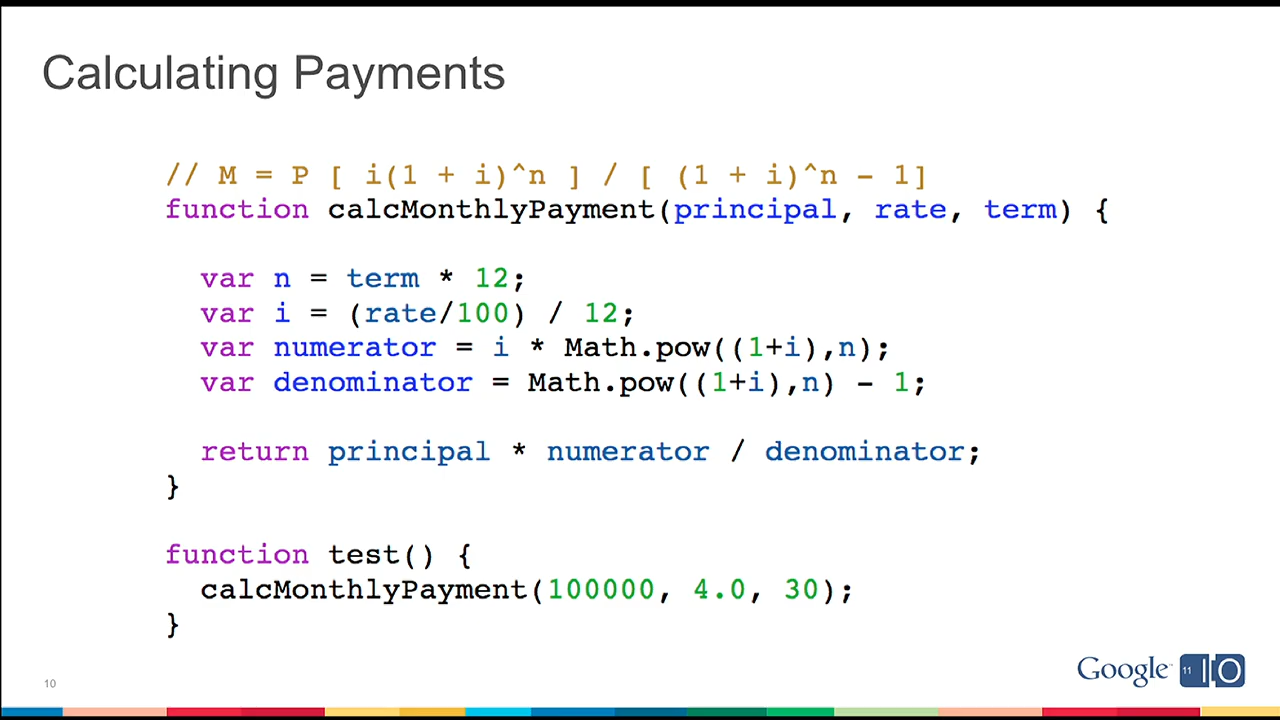 Calculating Payments
// M = P [ i(1 + i)^n ] / [ (1 + i)^n - 1]
function calcMonthlyPayment(principal, rate, term) {
var n = term * 12;
var i = (rate/100) / 12;
var numerator = i * Math.pow((1+i),n);
var denominator = Math.pow((1+i),n) - 1;
return principal * numerator / denominator;
}
function test() {
calcMonthlyPayment(100000, 4.0, 30);
}
10
Google 11 IO